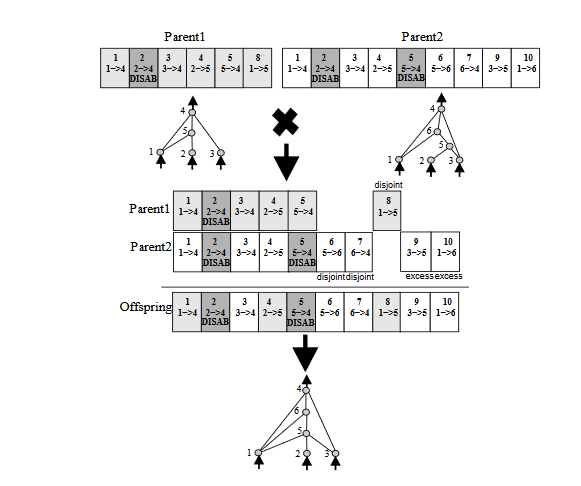 Parent1 Parent2
1 2 3 4 5 8 1 2 3 4 5 6 7 9 10
1->4 2->4 3->4 2->5 5->4 1->5 1->4 2->4 3->4 2->5 5->4 5->6 6->4 3->5 1->6
DISAB DISAB DISAB
4 4
5 6
5
1 2 3 1 2 3
disjoint
Parent1 1 2 3 4 5 8
1->4 2->4 3->4 2->5 5->4 1->5
DISAB
Parent2 1 2 3 4 5 6 7 9 10
1->4 2->4 3->4 2->5 5->4 5->6 6->4 3->5 1->6
DISAB DISAB
disjoint disjoint excess excess
Offspring 1 2 3 4 5 6 7 8 9 10
1->4 2->4 3->4 2->5 5->4 5->6 6->4 1->5 3->5 1->6
DISAB DISAB
4
6
5
1 2 3